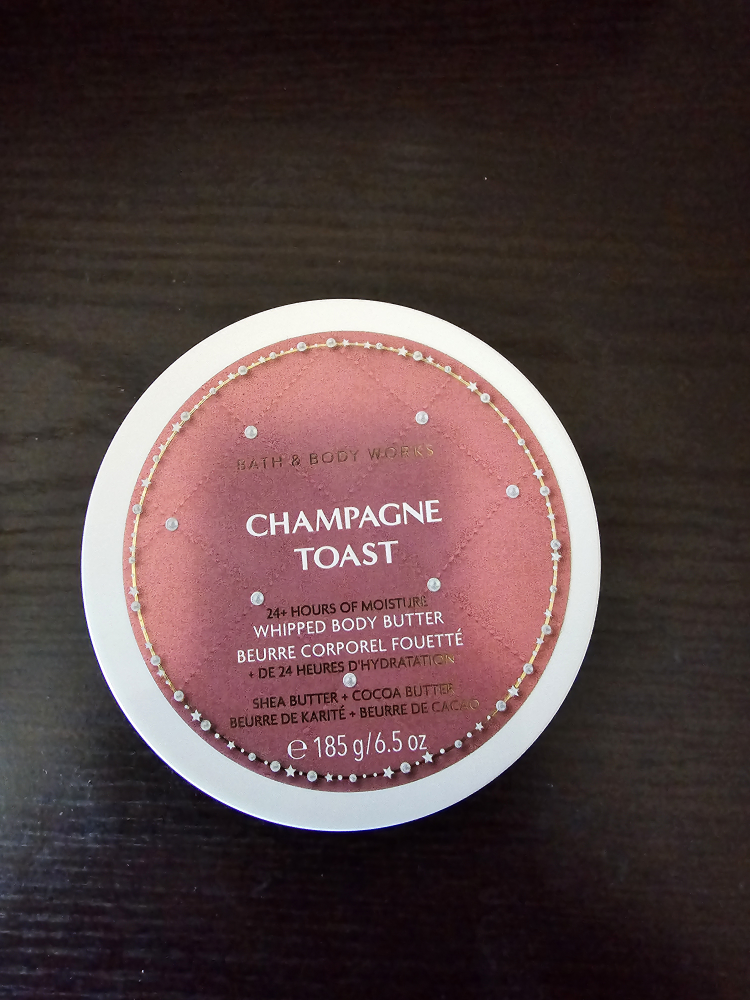 BATH & BODY WORKS
CHAMPAGNE
TOAST
24+ HOURS OF MOISTURE
WHIPPED BODY BUTTER
BEURRE CORPOREL FOUETTÉ
+ DE 24 HEURES D'HYDRATATION
SHEA BUTTER + COCOA BUTTER
BEURRE DE KARITÉ + BEURRE DE CACAO
℮ 185 g/6.5 oz